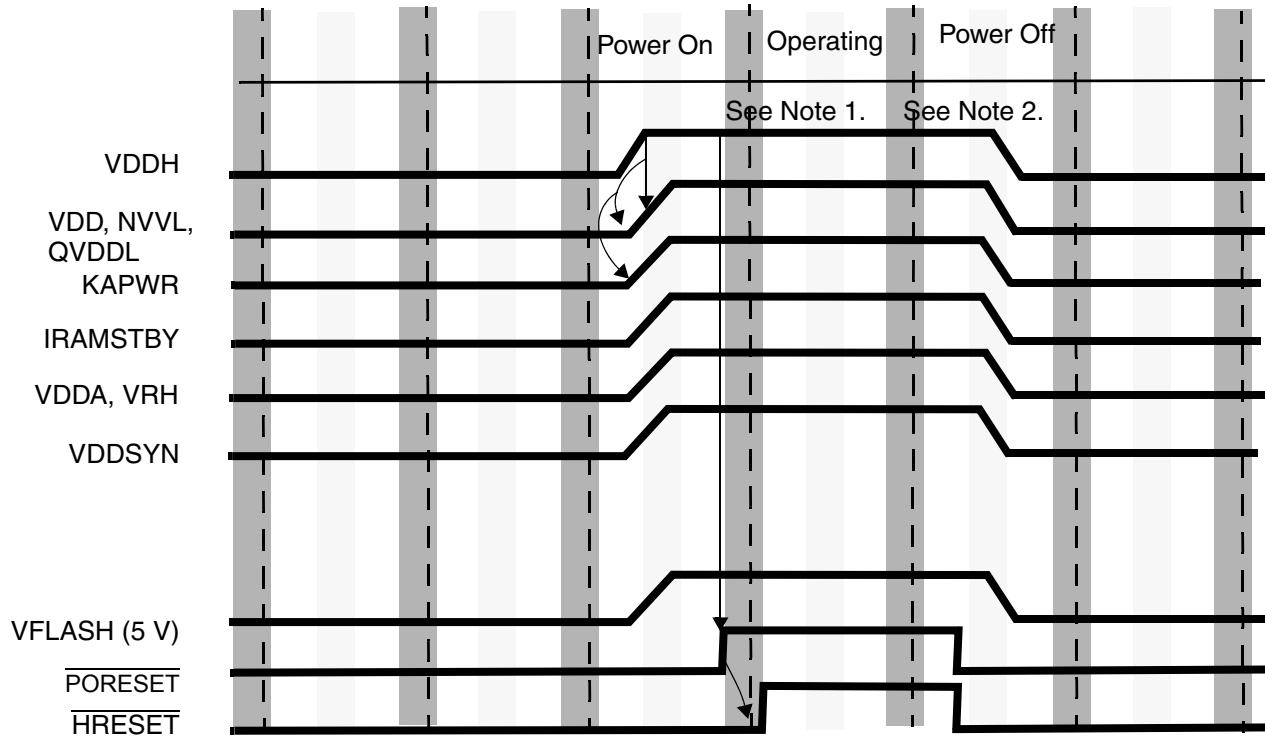 Power On
Operating
Power Off
See Note 1.
See Note 2.
VDDH
VDD, NVVL,
QVDDL
KAPWR
IRAMSTBY
VDDA, VRH
VDDSYN
VFLASH (5 V)
PORESET
HRESET